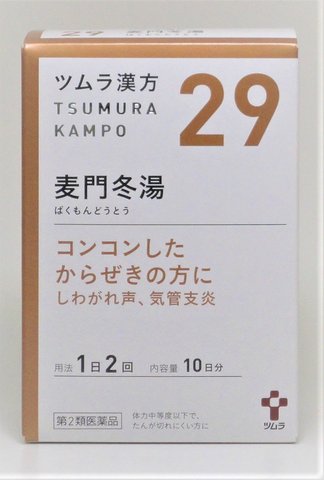 ツムラ漢方
TSUMURA
KAMPO
29
麦門冬湯
ばくもんどうとう
コンコンした
からぜきの方に
しわがれ声、気管支炎
用法 1日2回 内容量 10日分
第2類医薬品
体力中等度以下で、
たんが切れにくい方に
ツムラ